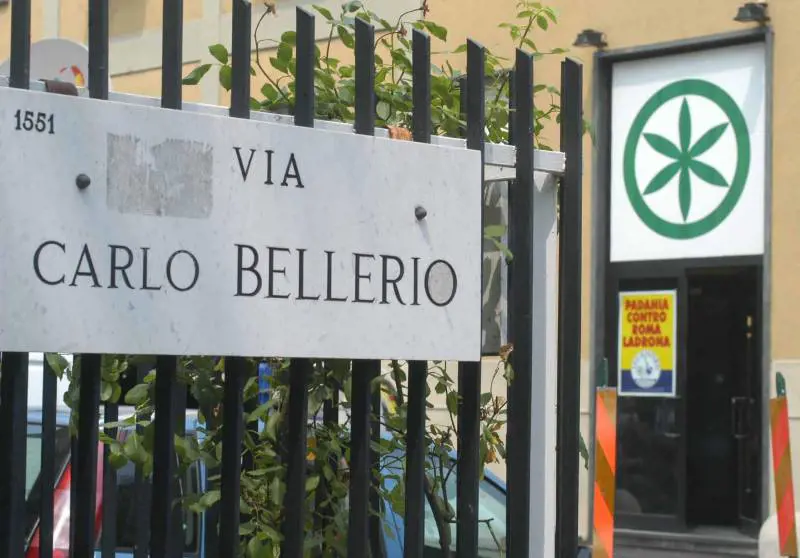 1551
VIA
CARLO BELLERIO
PADANIA
CONTRO
ROMA
LADRONA